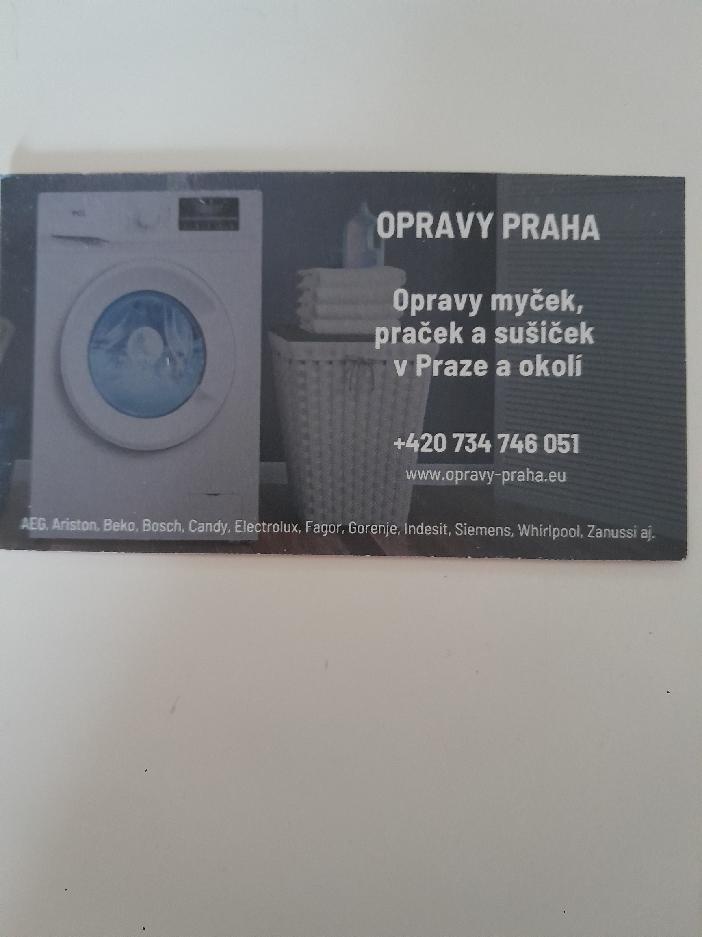 OPRAVY PRAHA
Opravy myček,
praček a sušiček
v Praze a okolí
+420 734 746 051
www.opravy-praha.eu
AEG, Ariston, Beko, Bosch, Candy, Electrolux, Fagor, Gorenje, Indesit, Siemens, Whirlpool, Zanussi aj.